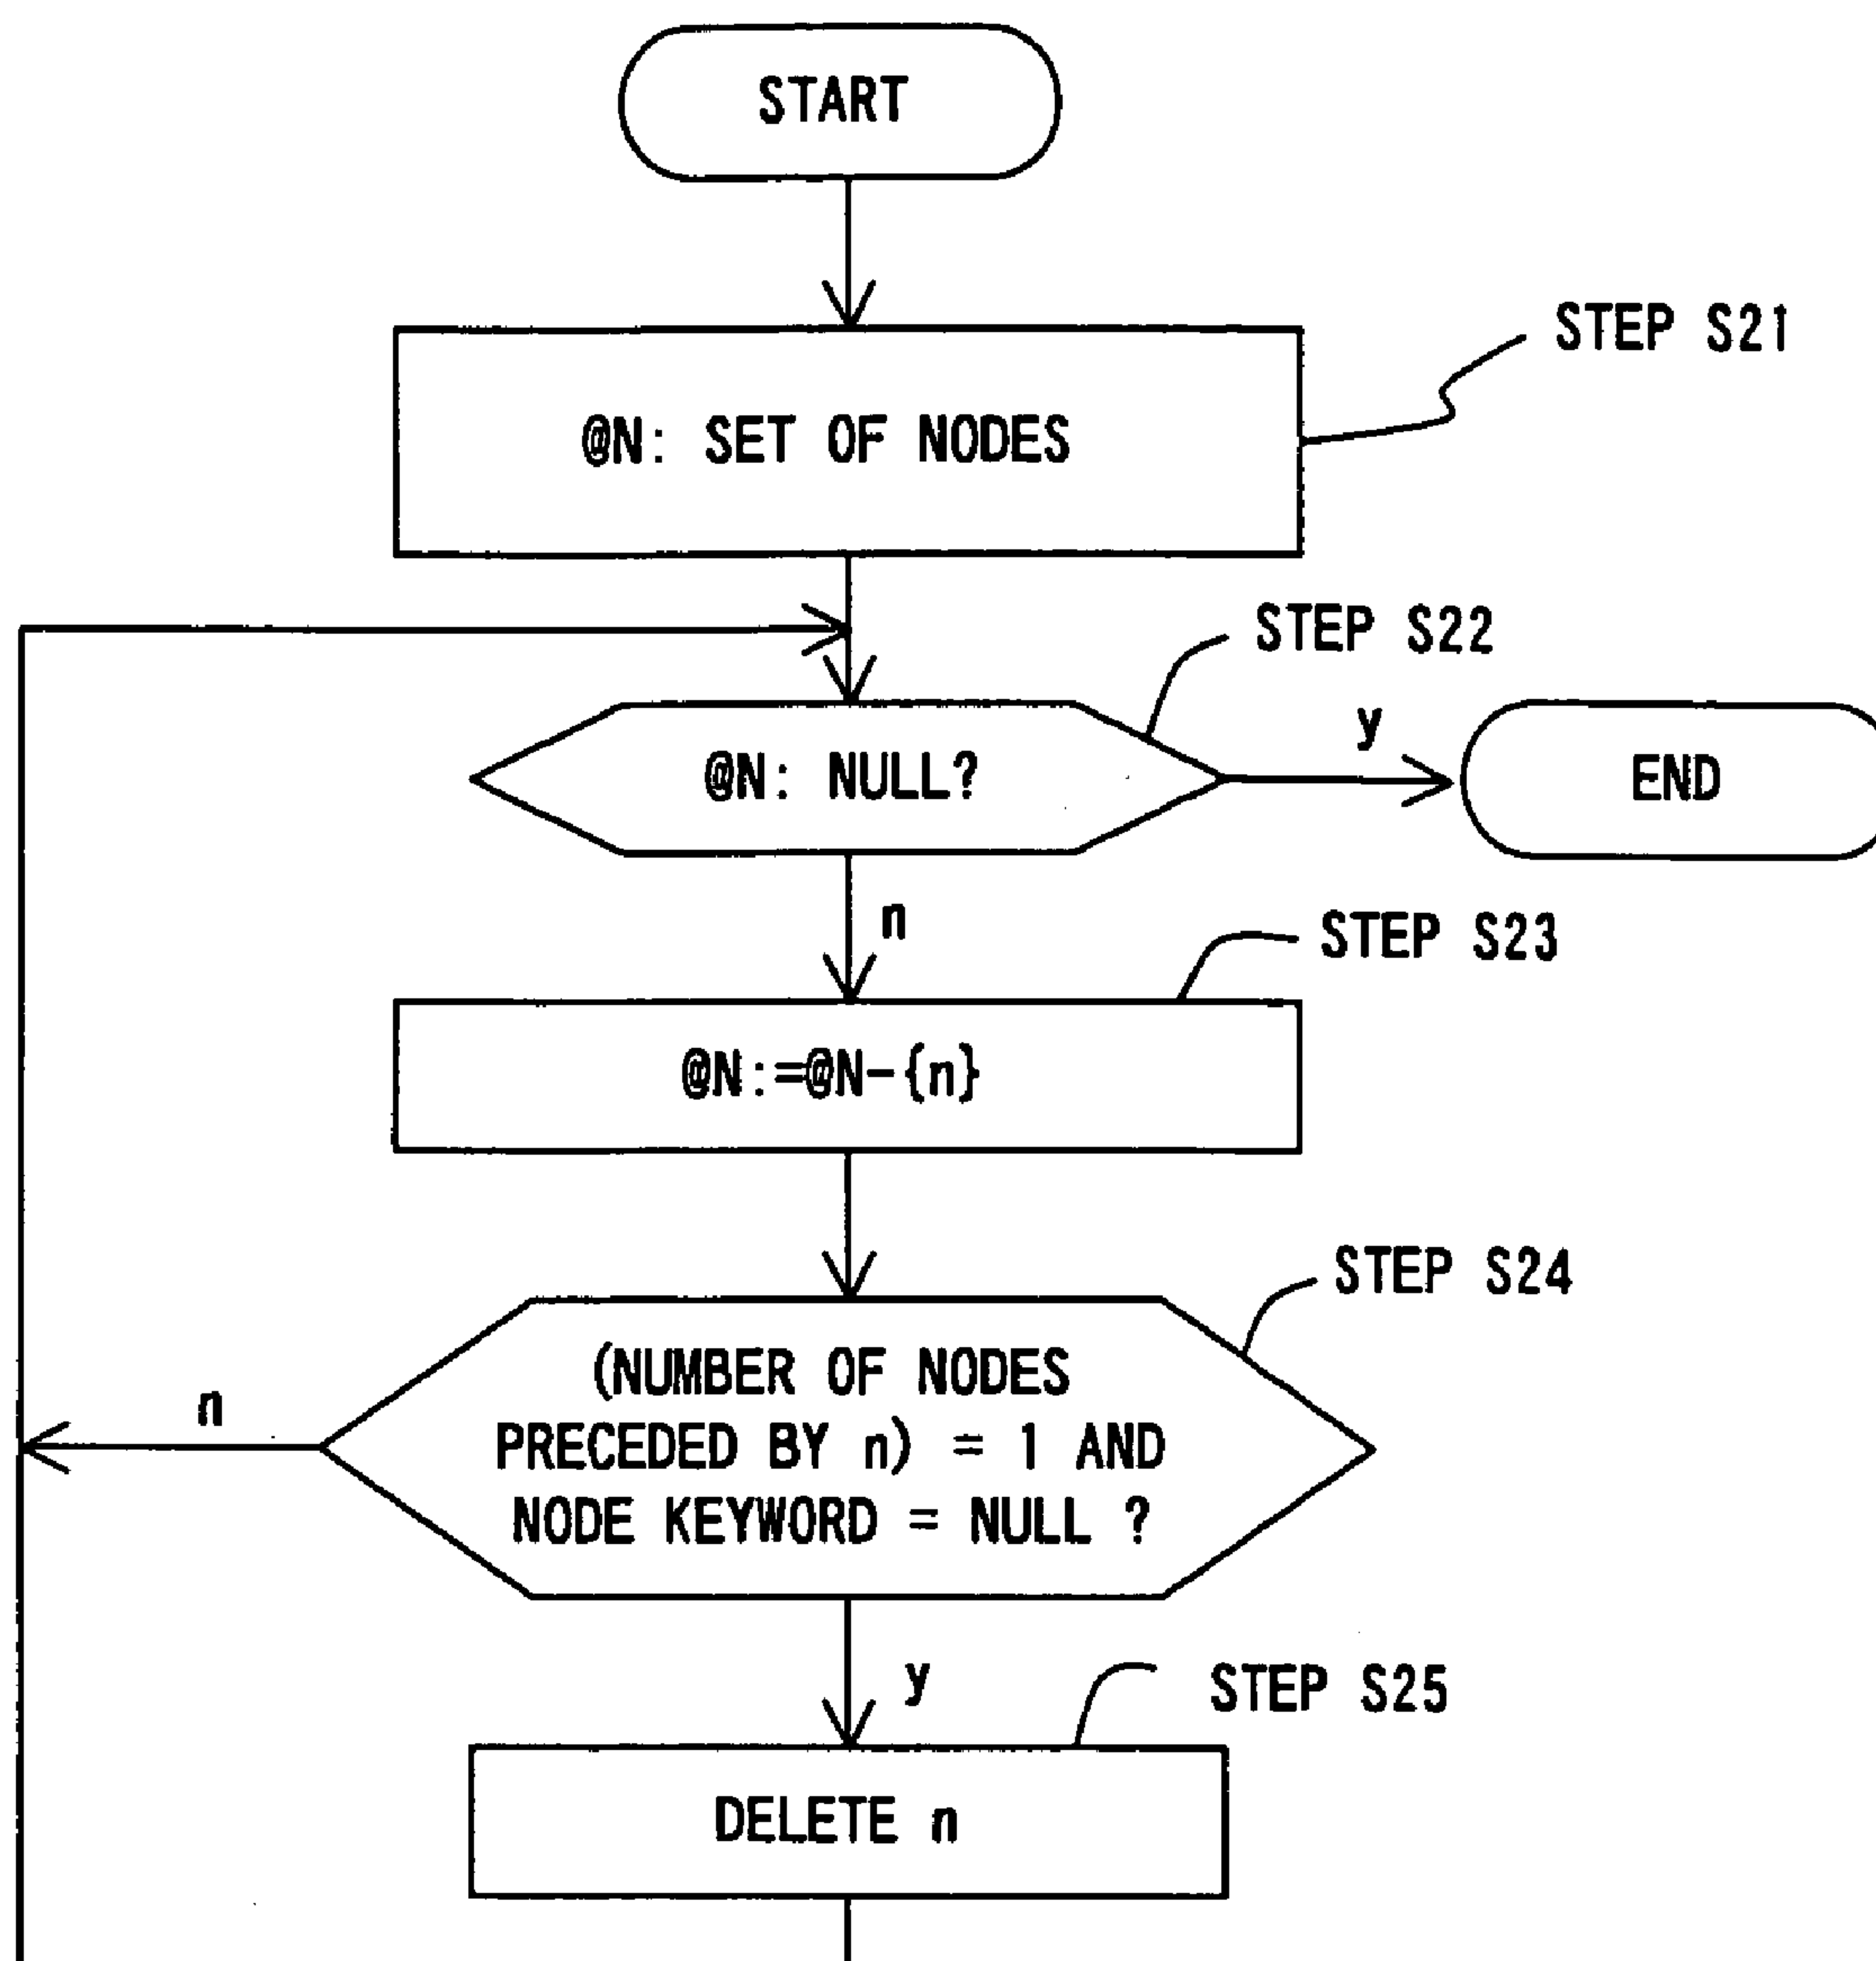 START
STEP S21
@N: SET OF NODES
STEP S22
y
@N: NULL?
END
n
STEP S23
@N:=@N-{n}
STEP S24
(NUMBER OF NODES
PRECEDED BY n) = 1 AND
NODE KEYWORD = NULL ?
n
y
STEP S25
DELETE n